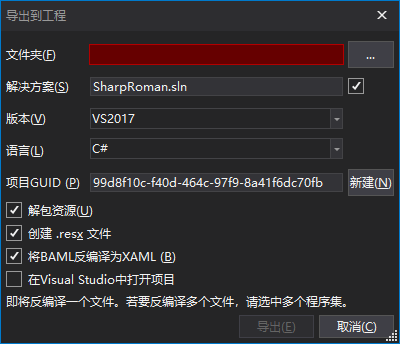 导出到工程
文件夹(F)
...
解决方案(S) SharpRoman.sln
版本(V) VS2017
语言(L) C#
项目GUID (P) 99d8f10c-f40d-464c-97f9-8a41f6dc70fb 新建(N)
解包资源(U)
创建 .resx 文件
将BAML反编译为XAML (B)
在Visual Studio中打开项目
即将反编译一个文件。若要反编译多个文件，请选中多个程序集。
导出(E) 取消(C)